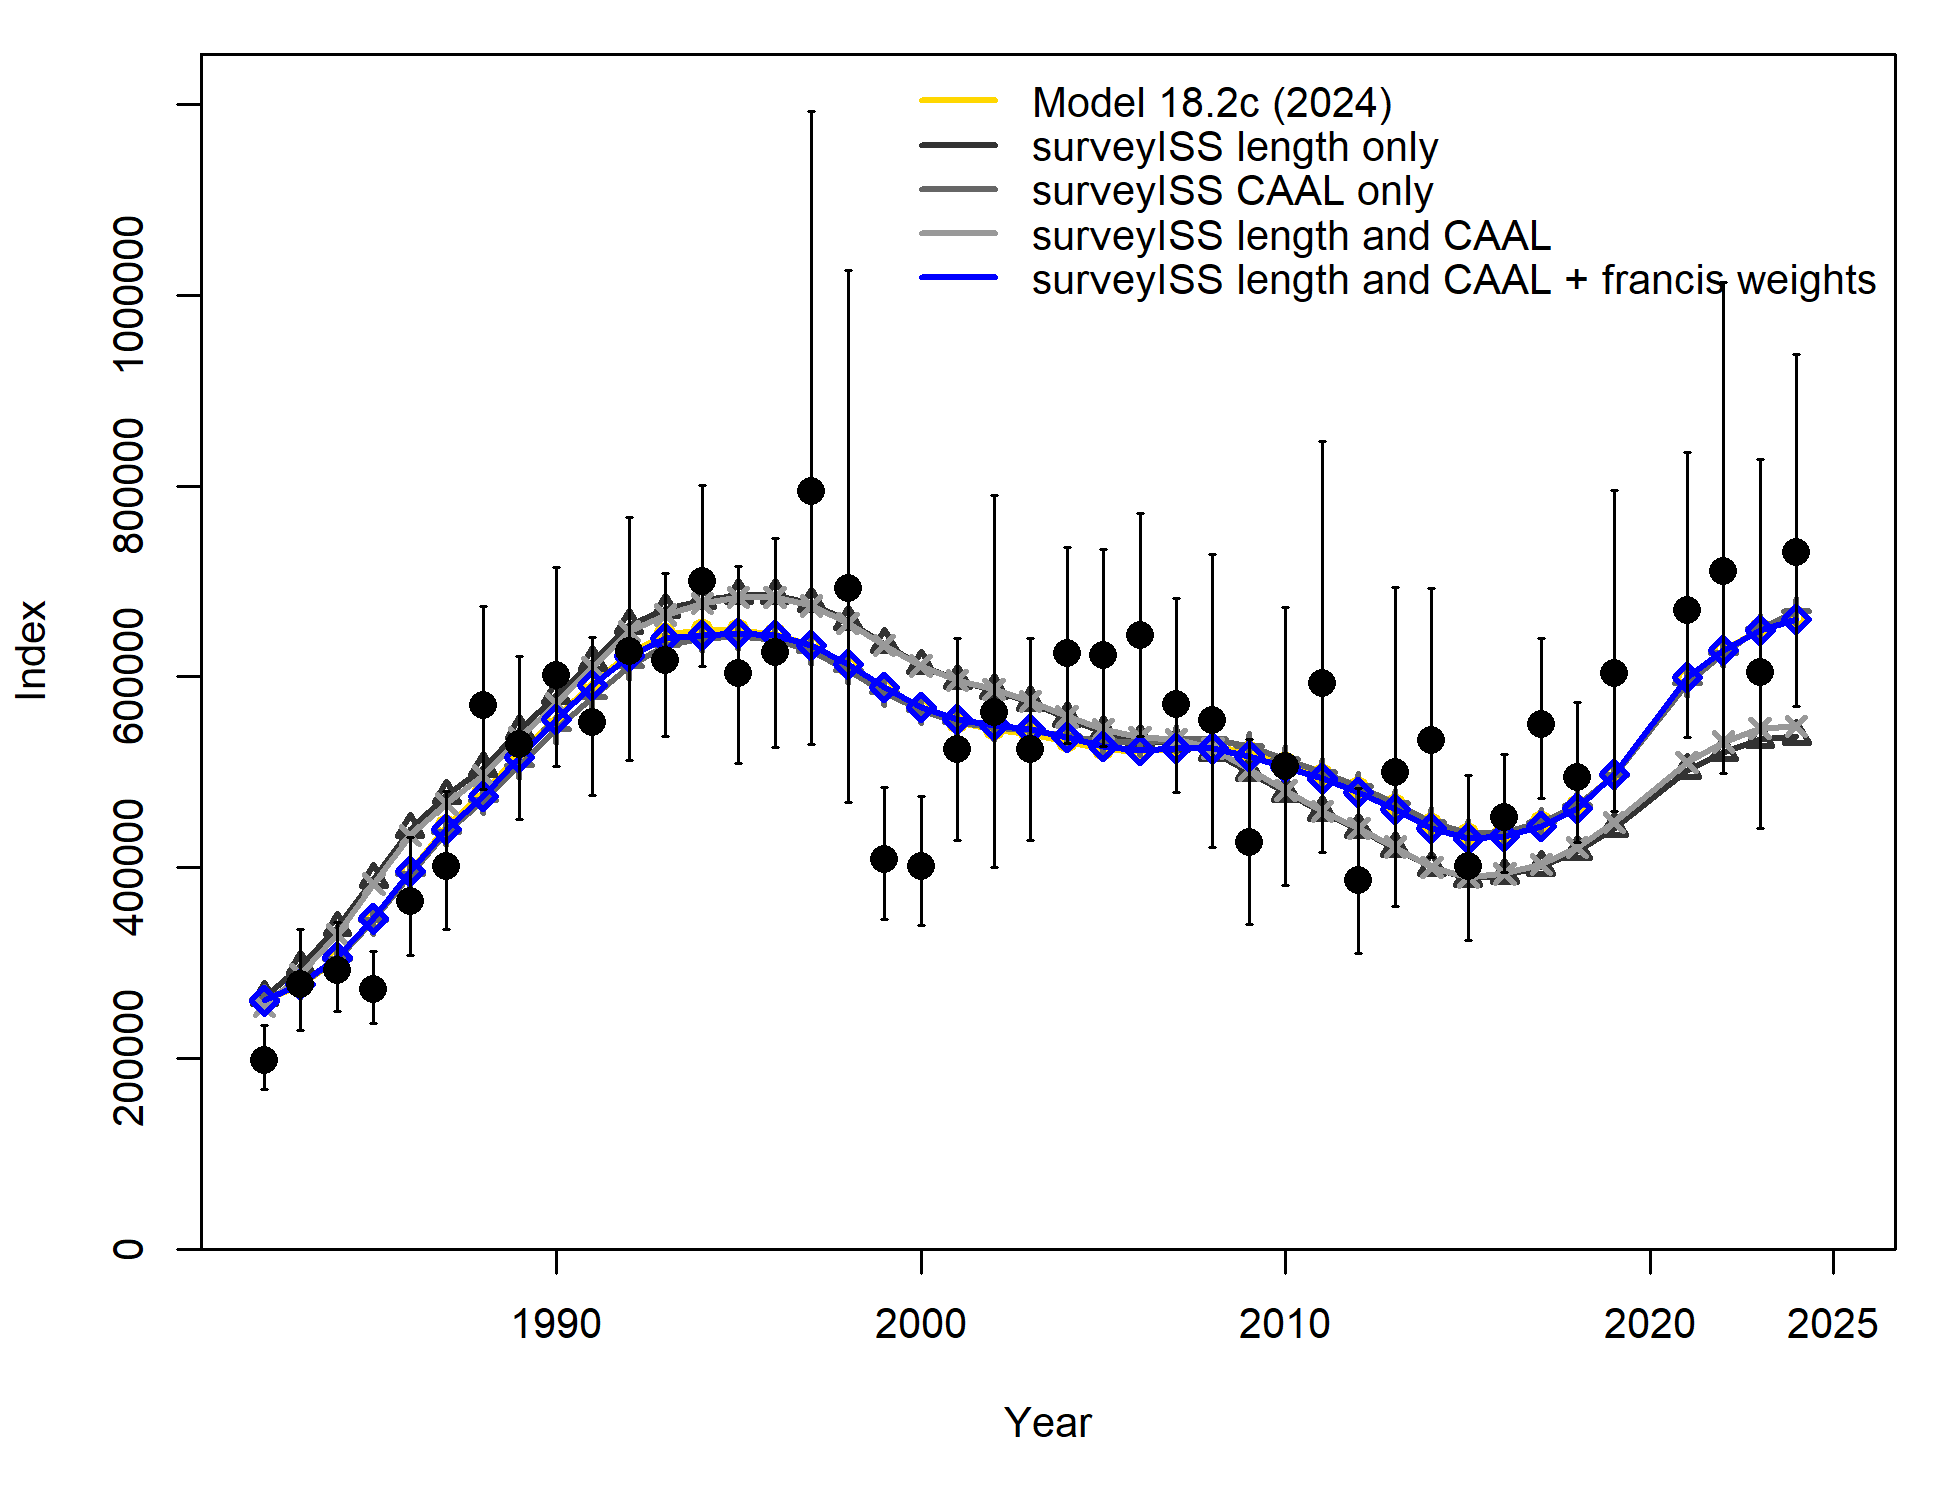 Model 18.2c (2024)
surveyISS length only
surveyISS CAAL only
surveyISS length and CAAL
surveyISS length and CAAL + francis weights
Index
1000000
800000
600000
400000
200000
0
1990
2000
2010
2020
2025
Year